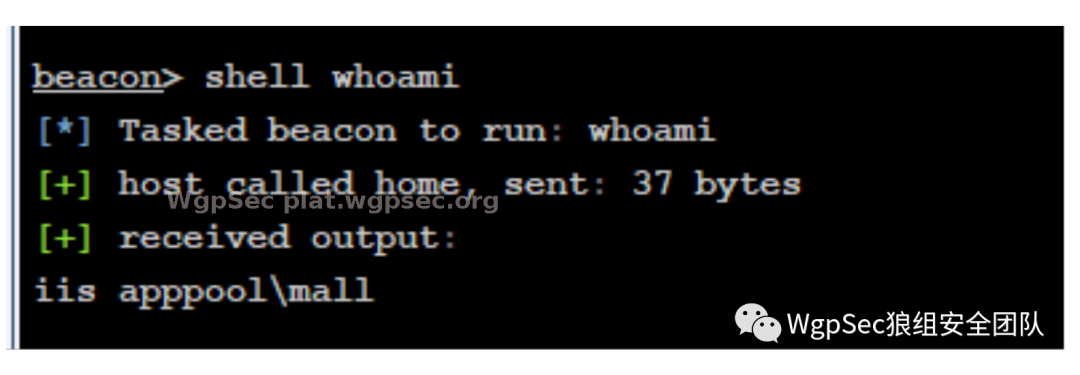 beacon> shell whoami
[*] Tasked beacon to run: whoami
[+] host called home, sent: 37 bytes
WgpSec plat.wgpsec.org
[+] received output:
iis apppool\mall
WgpSec狼组安全团队